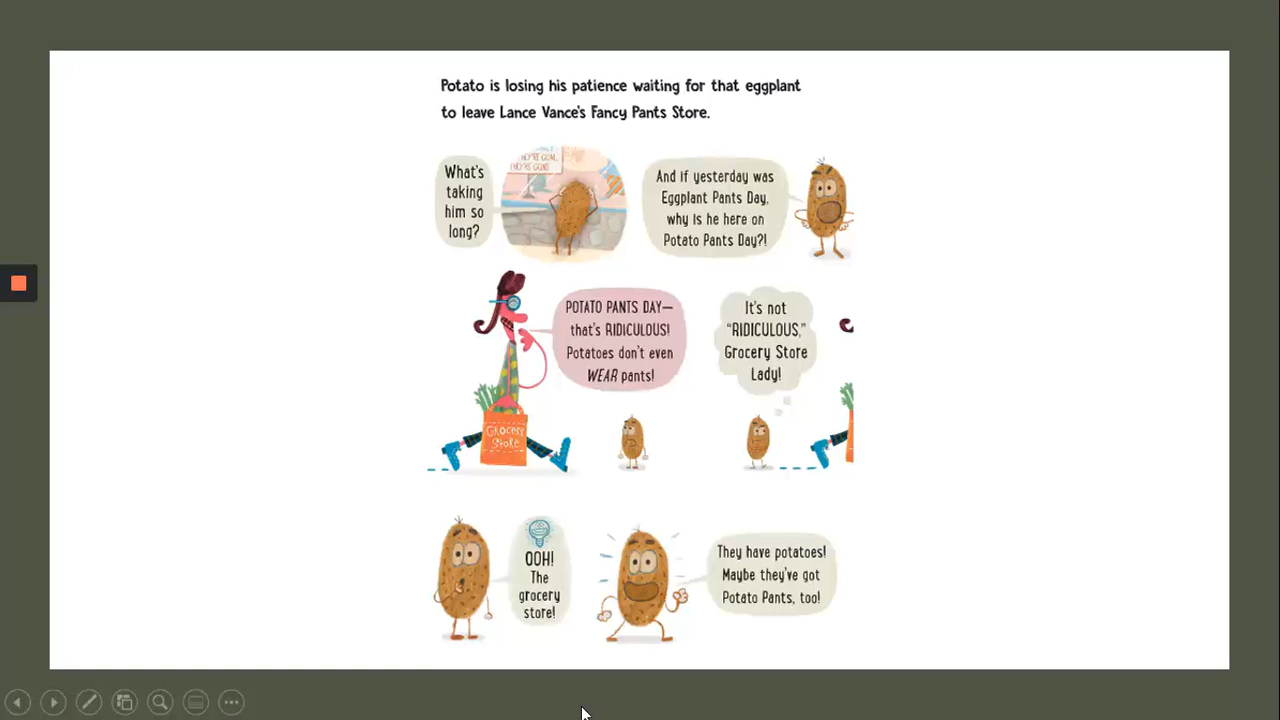 Potato is losing his patience waiting for that eggplant
to leave Lance Vance's Fancy Pants Store.
What's
taking
him so
long?
THEY'RE GONE!
And if yesterday was
Eggplant Pants Day,
why is he here on
Potato Pants Day?!
POTATO PANTS DAY—
that's RIDICULOUS!
Potatoes don't even
WEAR pants!
It's not
"RIDICULOUS,"
Grocery Store
Lady!
GROCERY
STORE
OOH!
The
grocery
store!
They have potatoes!
Maybe they've got
Potato Pants, too!